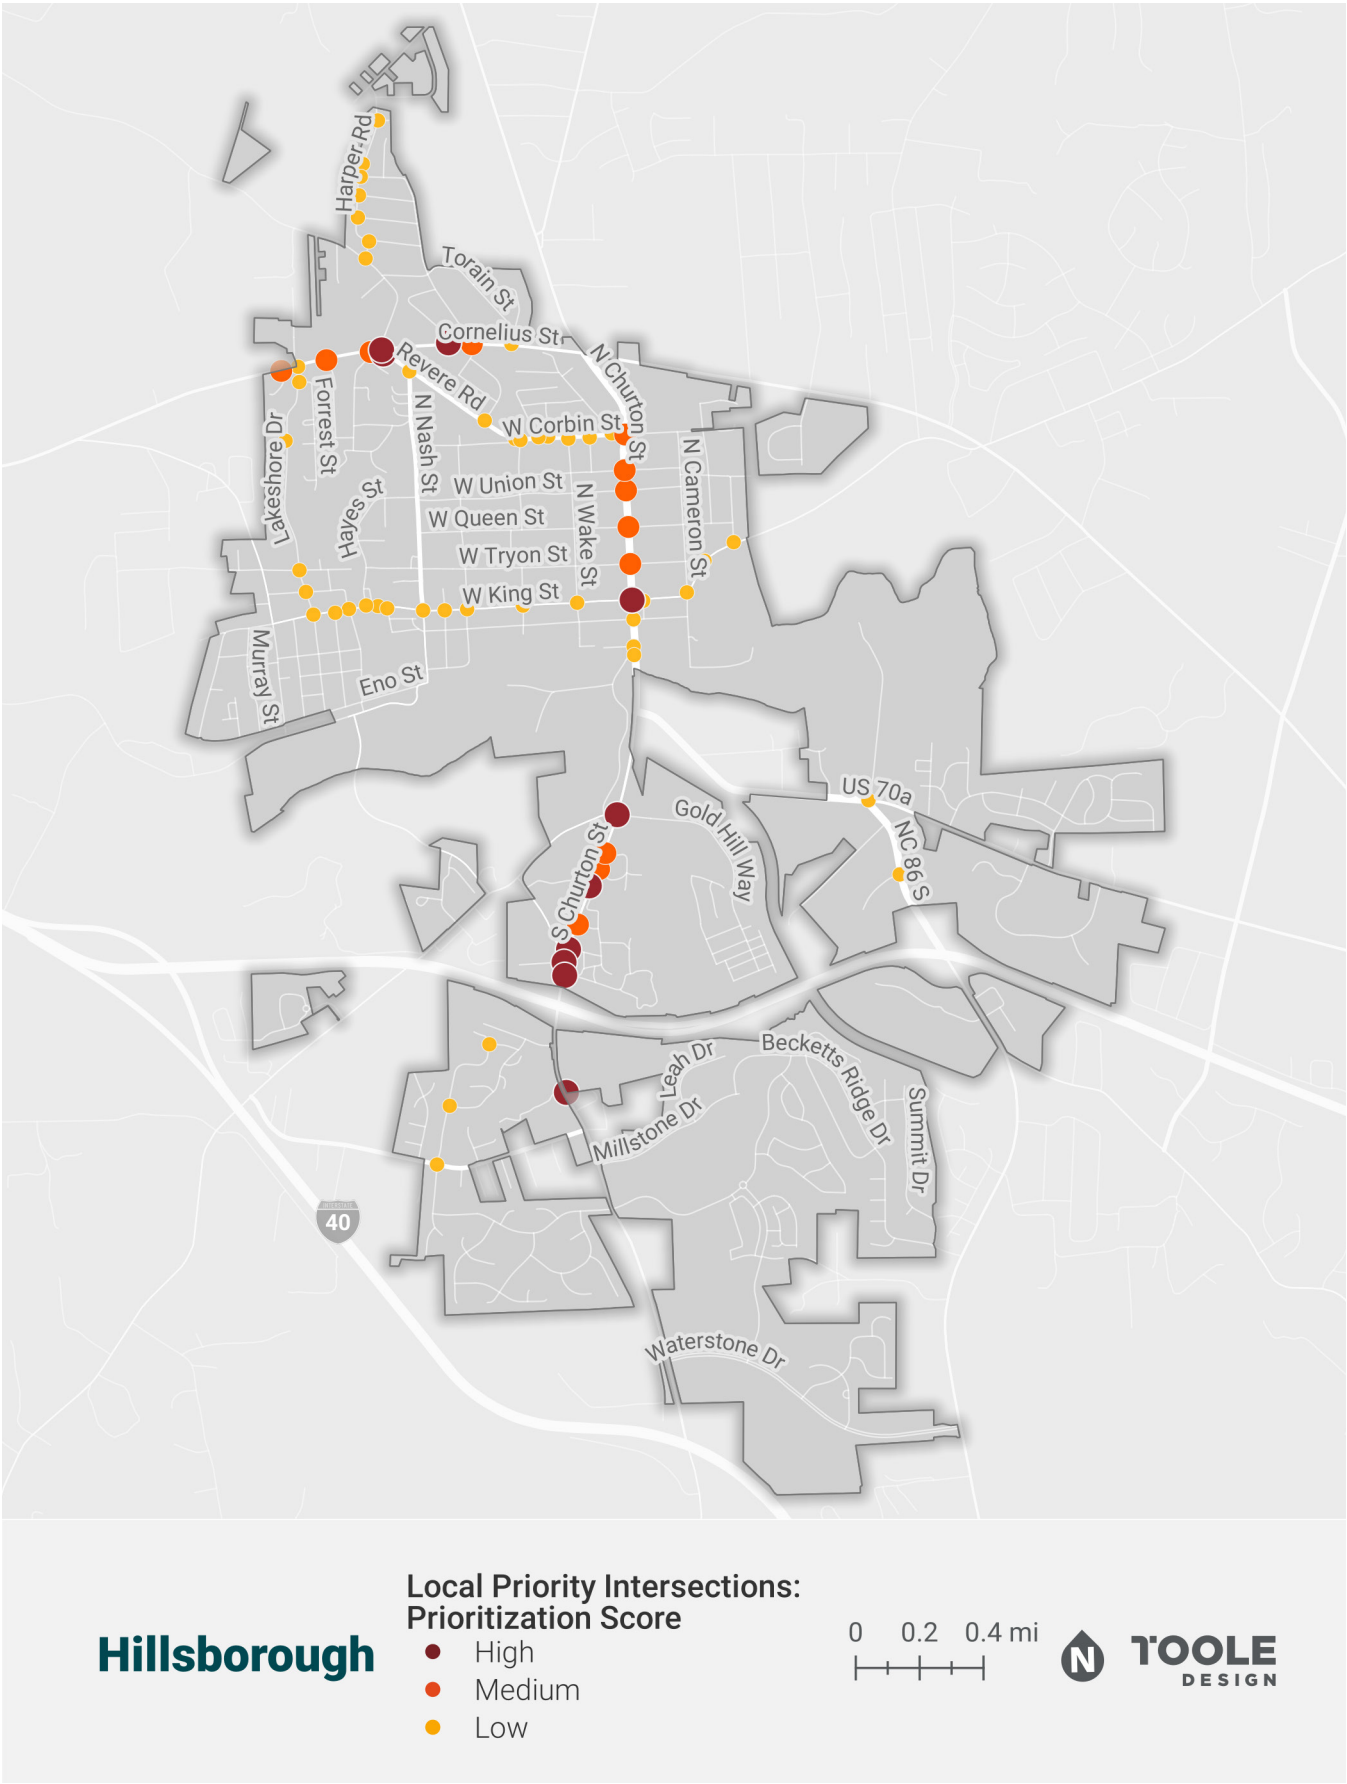 Harper Rd
Torain St
Cornelius St
N Churton St
Revere Rd
W Corbin St
Forrest St
N Nash St
Lakeshore Dr
N Cameron St
W Union St
Hayes St
N Wake St
W Queen St
W Tryon St
W King St
Murray St
Eno St
US 70a
Gold Hill Way
NC 86 S
S Churton St
Leah Dr
Becketts Ridge Dr
Millstone Dr
Summit Dr
INTERSTATE
40
Waterstone Dr
Local Priority Intersections:
Prioritization Score
Hillsborough
High
Medium
Low
0 0.2 0.4 mi
N
TOOLE
DESIGN